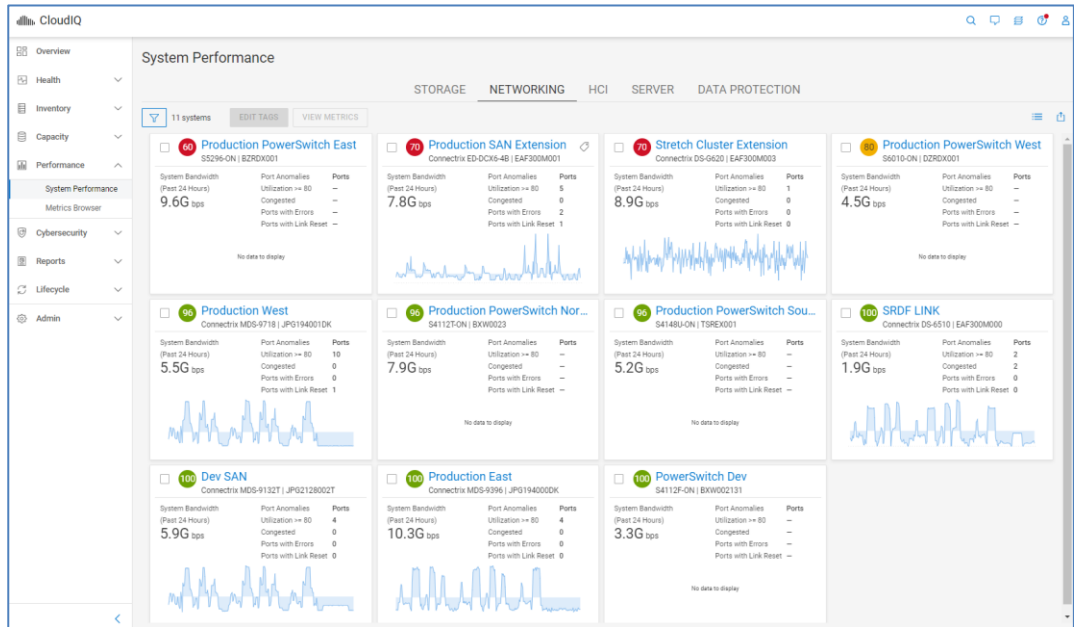 CloudIQ
Overview
Health
Inventory
Capacity
Performance
System Performance
Metrics Browser
Cybersecurity
Reports
Lifecycle
Admin
System Performance
STORAGE NETWORKING HCI SERVER DATA PROTECTION
11 systems EDIT TAGS VIEW METRICS
60 Production PowerSwitch East
S5296-ON | BZRDX001
System Bandwidth Port Anomalies Ports
(Past 24 Hours) Utilization >= 80 --
9.6G bps Congested --
Ports with Errors --
Ports with Link Reset --
No data to display
70 Production SAN Extension
Connectrix ED-DCX6-4B | EAF300M001
System Bandwidth Port Anomalies Ports
(Past 24 Hours) Utilization >= 80 5
7.8G bps Congested 0
Ports with Errors 2
Ports with Link Reset 1
70 Stretch Cluster Extension
Connectrix DS-G620 | EAF300M003
System Bandwidth Port Anomalies Ports
(Past 24 Hours) Utilization >= 80 1
8.9G bps Congested 0
Ports with Errors 0
Ports with Link Reset 0
80 Production PowerSwitch West
S6010-ON | DZRDX001
System Bandwidth Port Anomalies Ports
(Past 24 Hours) Utilization >= 80 --
4.5G bps Congested --
Ports with Errors --
Ports with Link Reset --
No data to display
96 Production West
Connectrix MDS-9718 | JPG194001DK
System Bandwidth Port Anomalies Ports
(Past 24 Hours) Utilization >= 80 10
5.5G bps Congested 0
Ports with Errors 0
Ports with Link Reset 1
96 Production PowerSwitch Nor...
S4112T-ON | BXW0023
System Bandwidth Port Anomalies Ports
(Past 24 Hours) Utilization >= 80 --
7.9G bps Congested --
Ports with Errors --
Ports with Link Reset --
No data to display
96 Production PowerSwitch Sou...
S4148U-ON | TSREX001
System Bandwidth Port Anomalies Ports
(Past 24 Hours) Utilization >= 80 --
5.2G bps Congested --
Ports with Errors --
Ports with Link Reset --
No data to display
100 SRDF LINK
Connectrix DS-6510 | EAF300M000
System Bandwidth Port Anomalies Ports
(Past 24 Hours) Utilization >= 80 2
1.9G bps Congested 2
Ports with Errors 0
Ports with Link Reset 0
100 Dev SAN
Connectrix MDS-9132T | JPG2128002T
System Bandwidth Port Anomalies Ports
(Past 24 Hours) Utilization >= 80 4
5.9G bps Congested 0
Ports with Errors 0
Ports with Link Reset 0
100 Production East
Connectrix MDS-9396 | JPG194000DK
System Bandwidth Port Anomalies Ports
(Past 24 Hours) Utilization >= 80 4
10.3G bps Congested 0
Ports with Errors 0
Ports with Link Reset 0
100 PowerSwitch Dev
S4112F-ON | BXW002131
System Bandwidth Port Anomalies Ports
(Past 24 Hours) Utilization >= 80 --
3.3G bps Congested --
Ports with Errors --
Ports with Link Reset --
No data to display